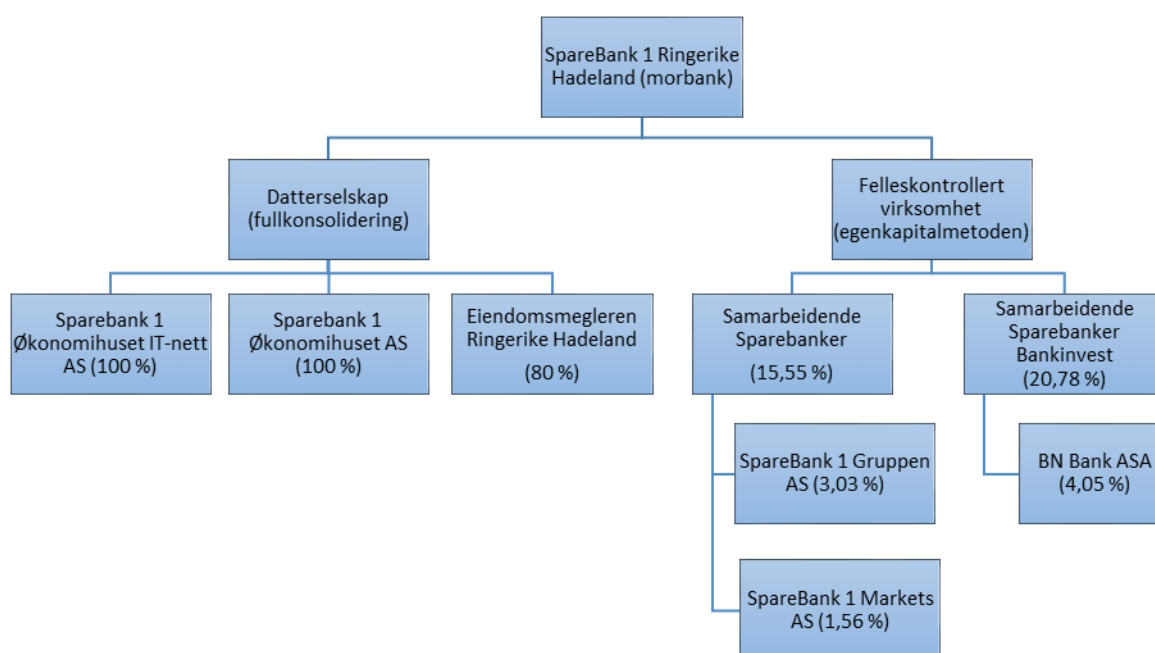 SpareBank 1 Ringerike
Hadeland (morbank)
Datterselskap
(fullkonsolidering)
Felleskontrollert
virksomhet
(egenkapitalmetoden)
Sparebank 1
Økonomihuset IT-nett
AS (100 %)
Sparebank 1
Økonomihuset AS
(100 %)
Eiendomsmegleren
Ringerike Hadeland
(80 %)
Samarbeidende
Sparebanker
(15,55 %)
Samarbeidende
Sparebanker
Bankinvest
(20,78 %)
SpareBank 1 Gruppen
AS (3,03 %)
BN Bank ASA
(4,05 %)
SpareBank 1 Markets
AS (1,56 %)